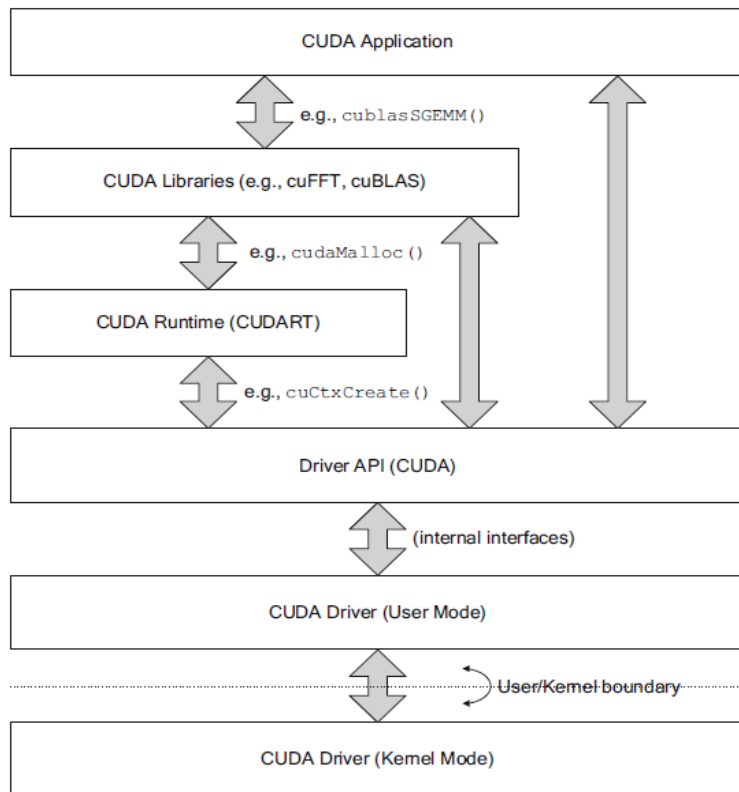 CUDA Application
e.g., cublasSGEMM()
CUDA Libraries (e.g., cuFFT, cuBLAS)
e.g., cudaMalloc()
CUDA Runtime (CUDART)
e.g., cuCtxCreate()
Driver API (CUDA)
(internal interfaces)
CUDA Driver (User Mode)
User/Kernel boundary
CUDA Driver (Kernel Mode)